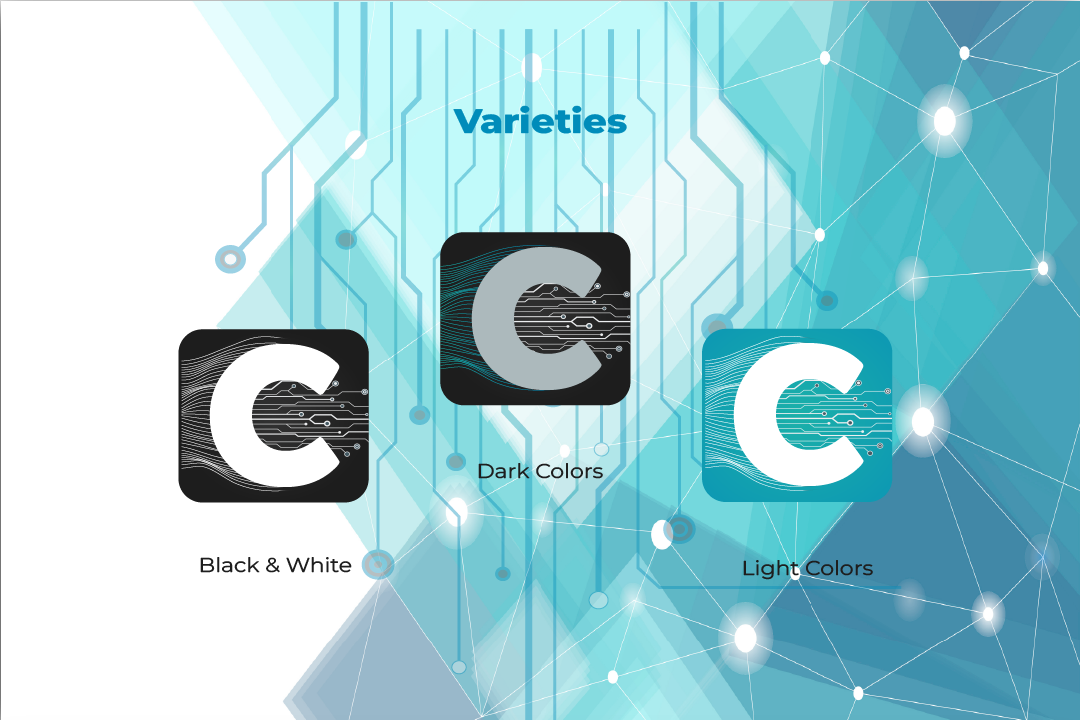 Varieties
C
C
C
Dark Colors
Black & White
Light Colors